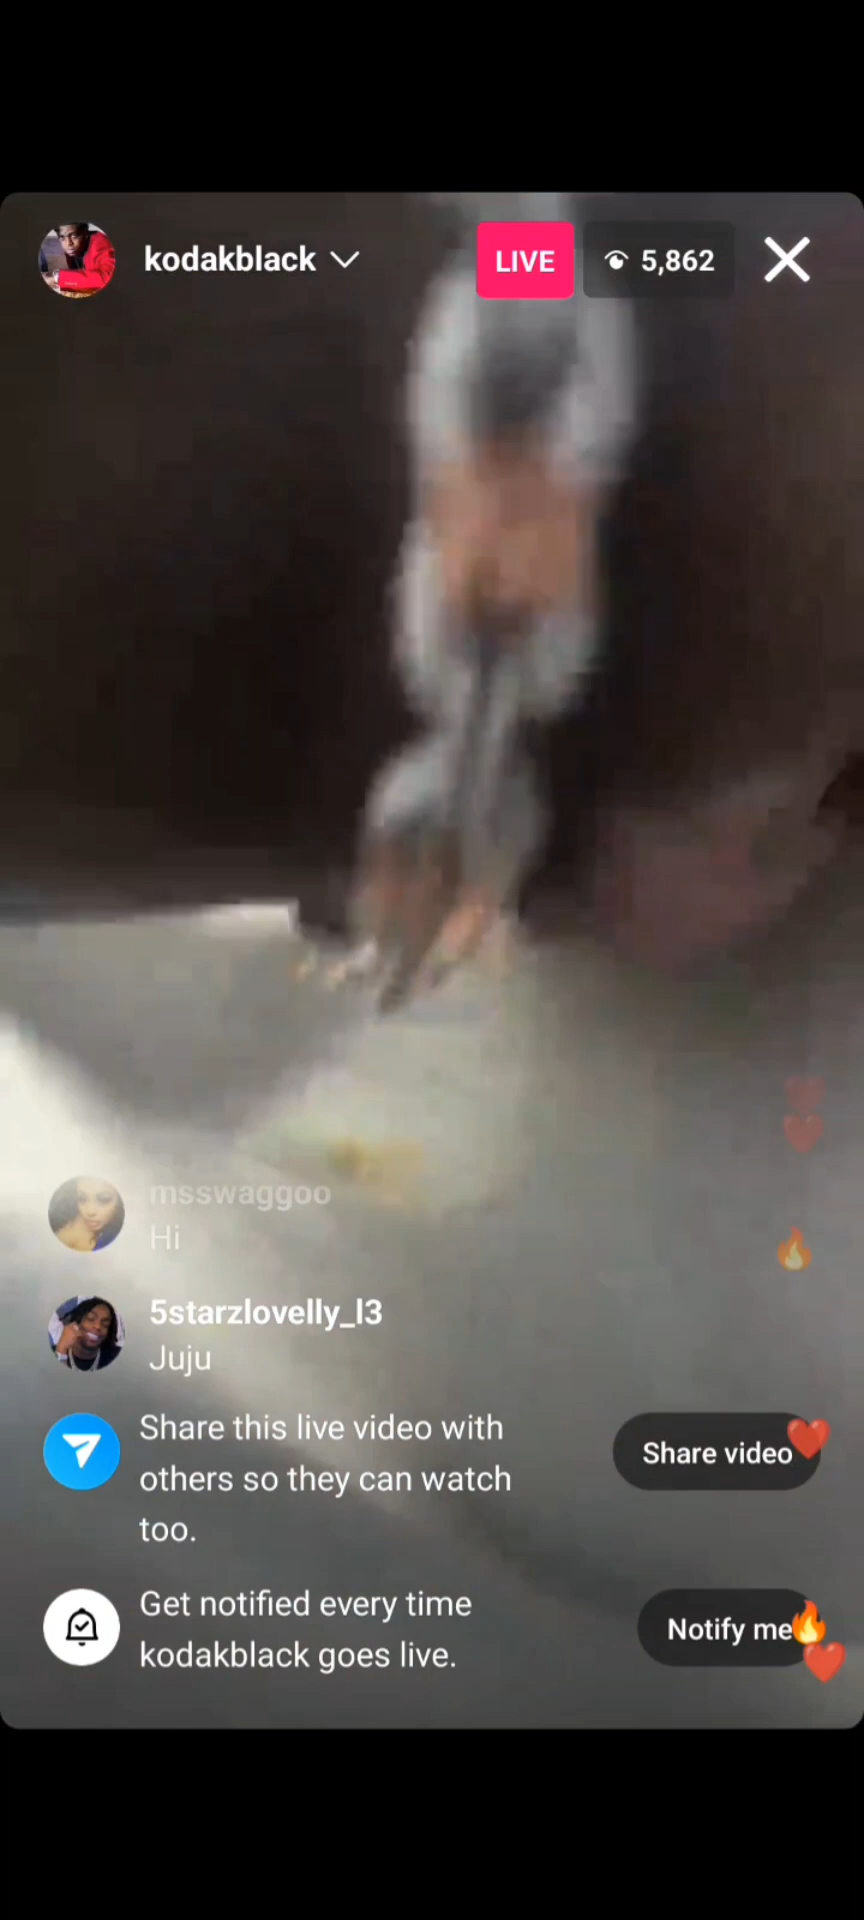 kodakblack
LIVE
5,862
msswaggoo
Hi
5starzlovelly_l3
Juju
Share this live video with
others so they can watch
too.
Share video
Get notified every time
kodakblack goes live.
Notify me